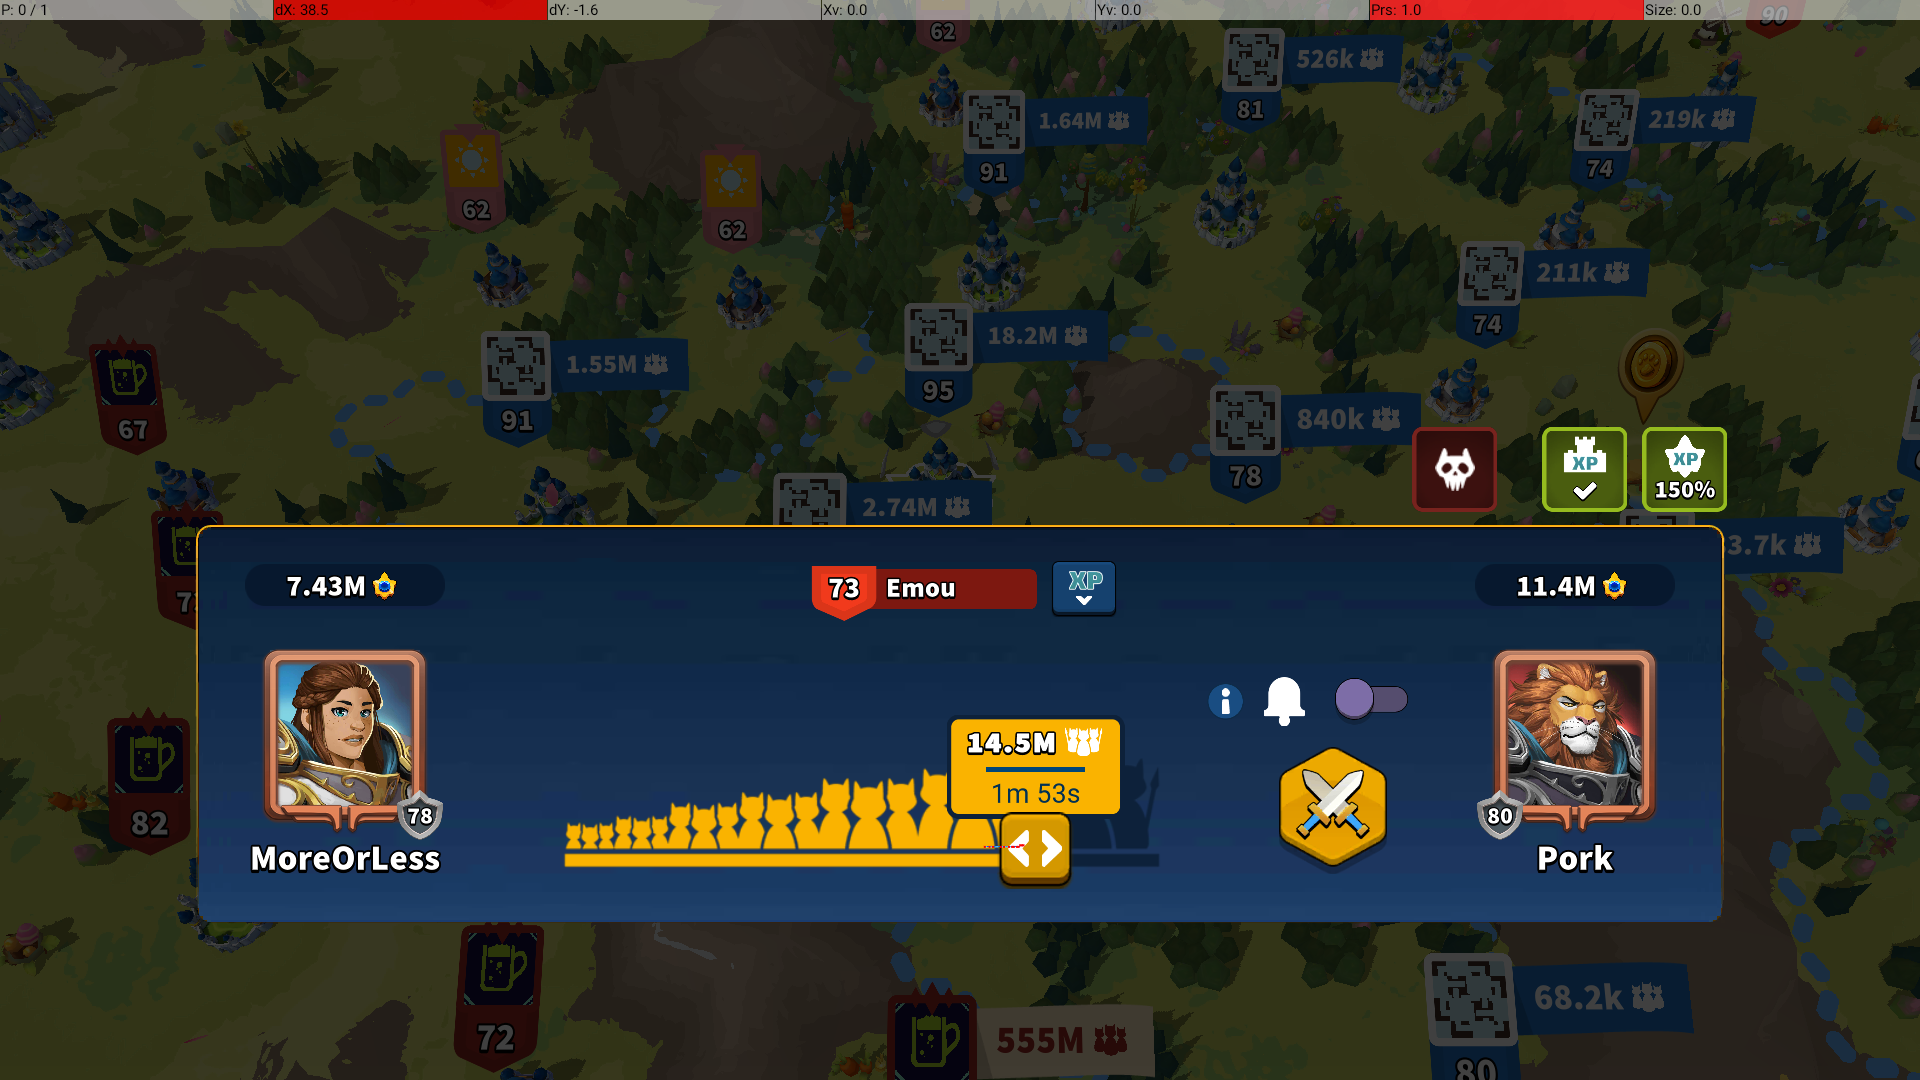 P: 0 / 1
dX: 38.5
dY: -1.6
Xv: 0.0
Yv: 0.0
Prs: 1.0
Size: 0.0
90
62
526k
81
1.64M
91
219k
74
62
62
211k
74
18.2M
95
1.55M
91
67
840k
78
XP
XP
150%
2.74M
3.7k
7.43M
73 Emou
XP
11.4M
14.5M
1m 53s
78
80
MoreOrLess
Pork
82
72
555M
68.2k
80